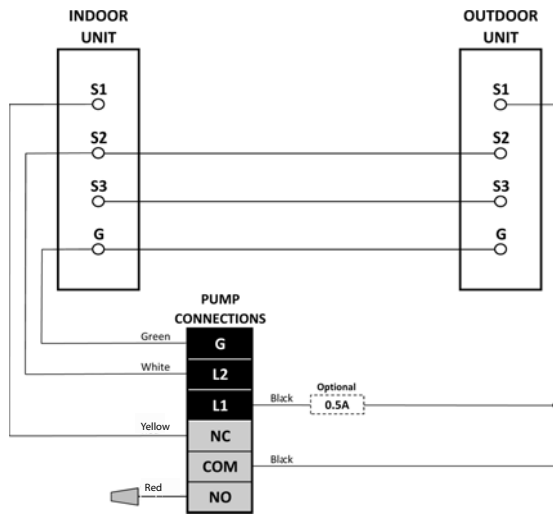 INDOOR
UNIT
OUTDOOR
UNIT
S1
S1
S2
S2
S3
S3
G
G
PUMP
CONNECTIONS
Green
G
White
L2
L1
Black
Optional
0.5A
Yellow
NC
COM
Black
Red
NO